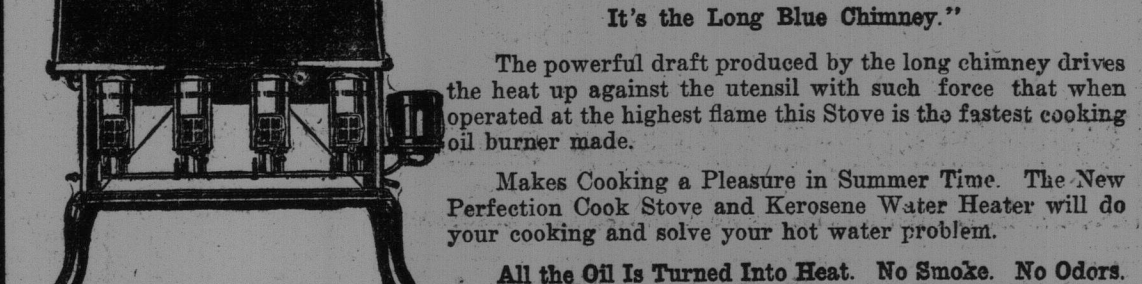 It's the Long Blue Chimney."
The powerful draft produced by the long chimney drives
the heat up against the utensil with such force that when
operated at the highest flame this Stove is the fastest cooking
oil burner made.
Makes Cooking a Pleasure in Summer Time. The New
Perfection Cook Stove and Kerosene Water Heater will do
your cooking and solve your hot water problem.
All the Oil Is Turned Into Heat. No Smoke. No Odors.